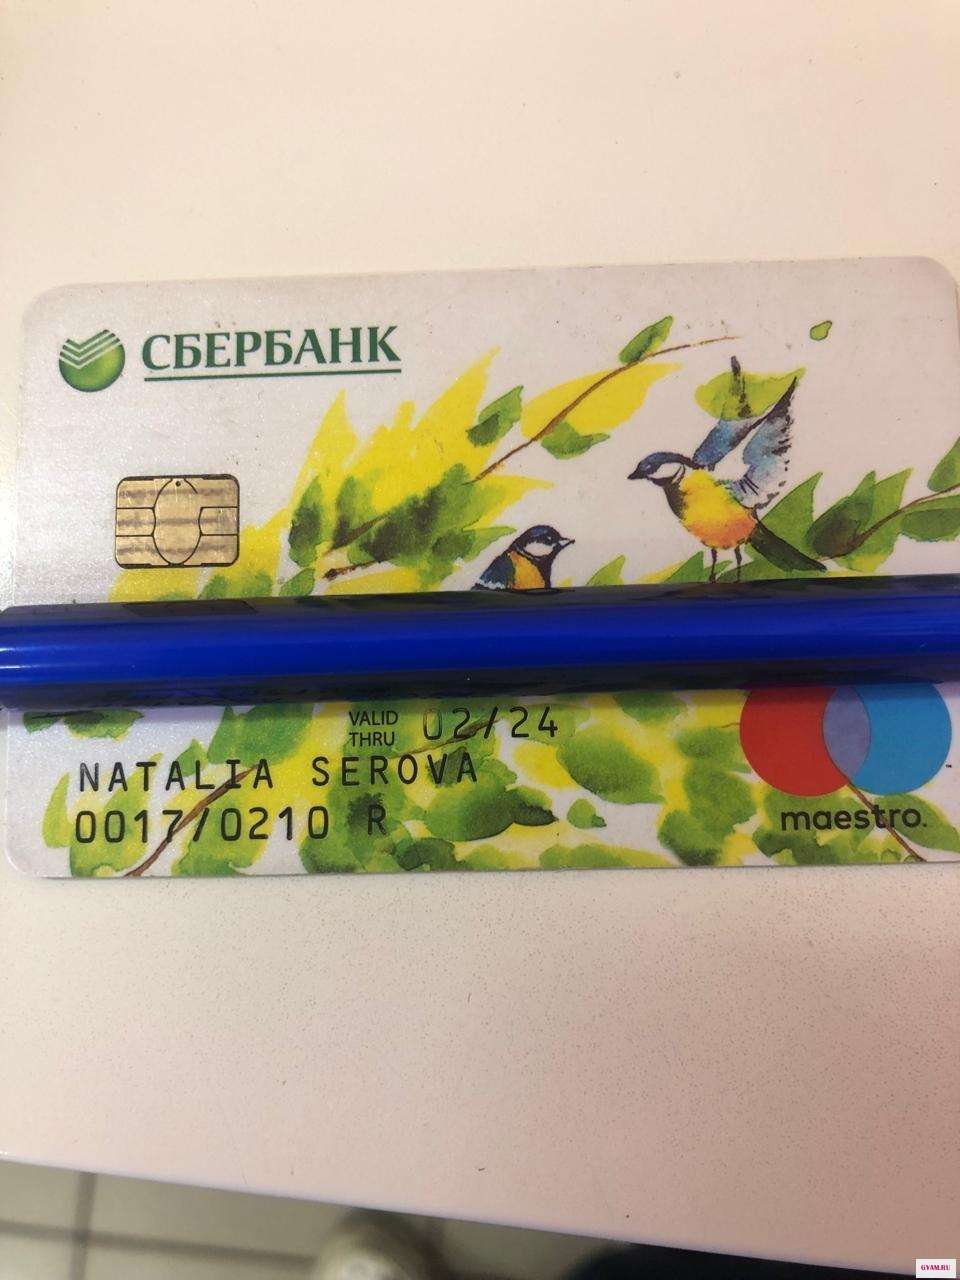 СБЕРБАНК
VALID
THRU 02/24
NATALIA SEROVA
0017/0210 R
maestro.
GYAM.RU